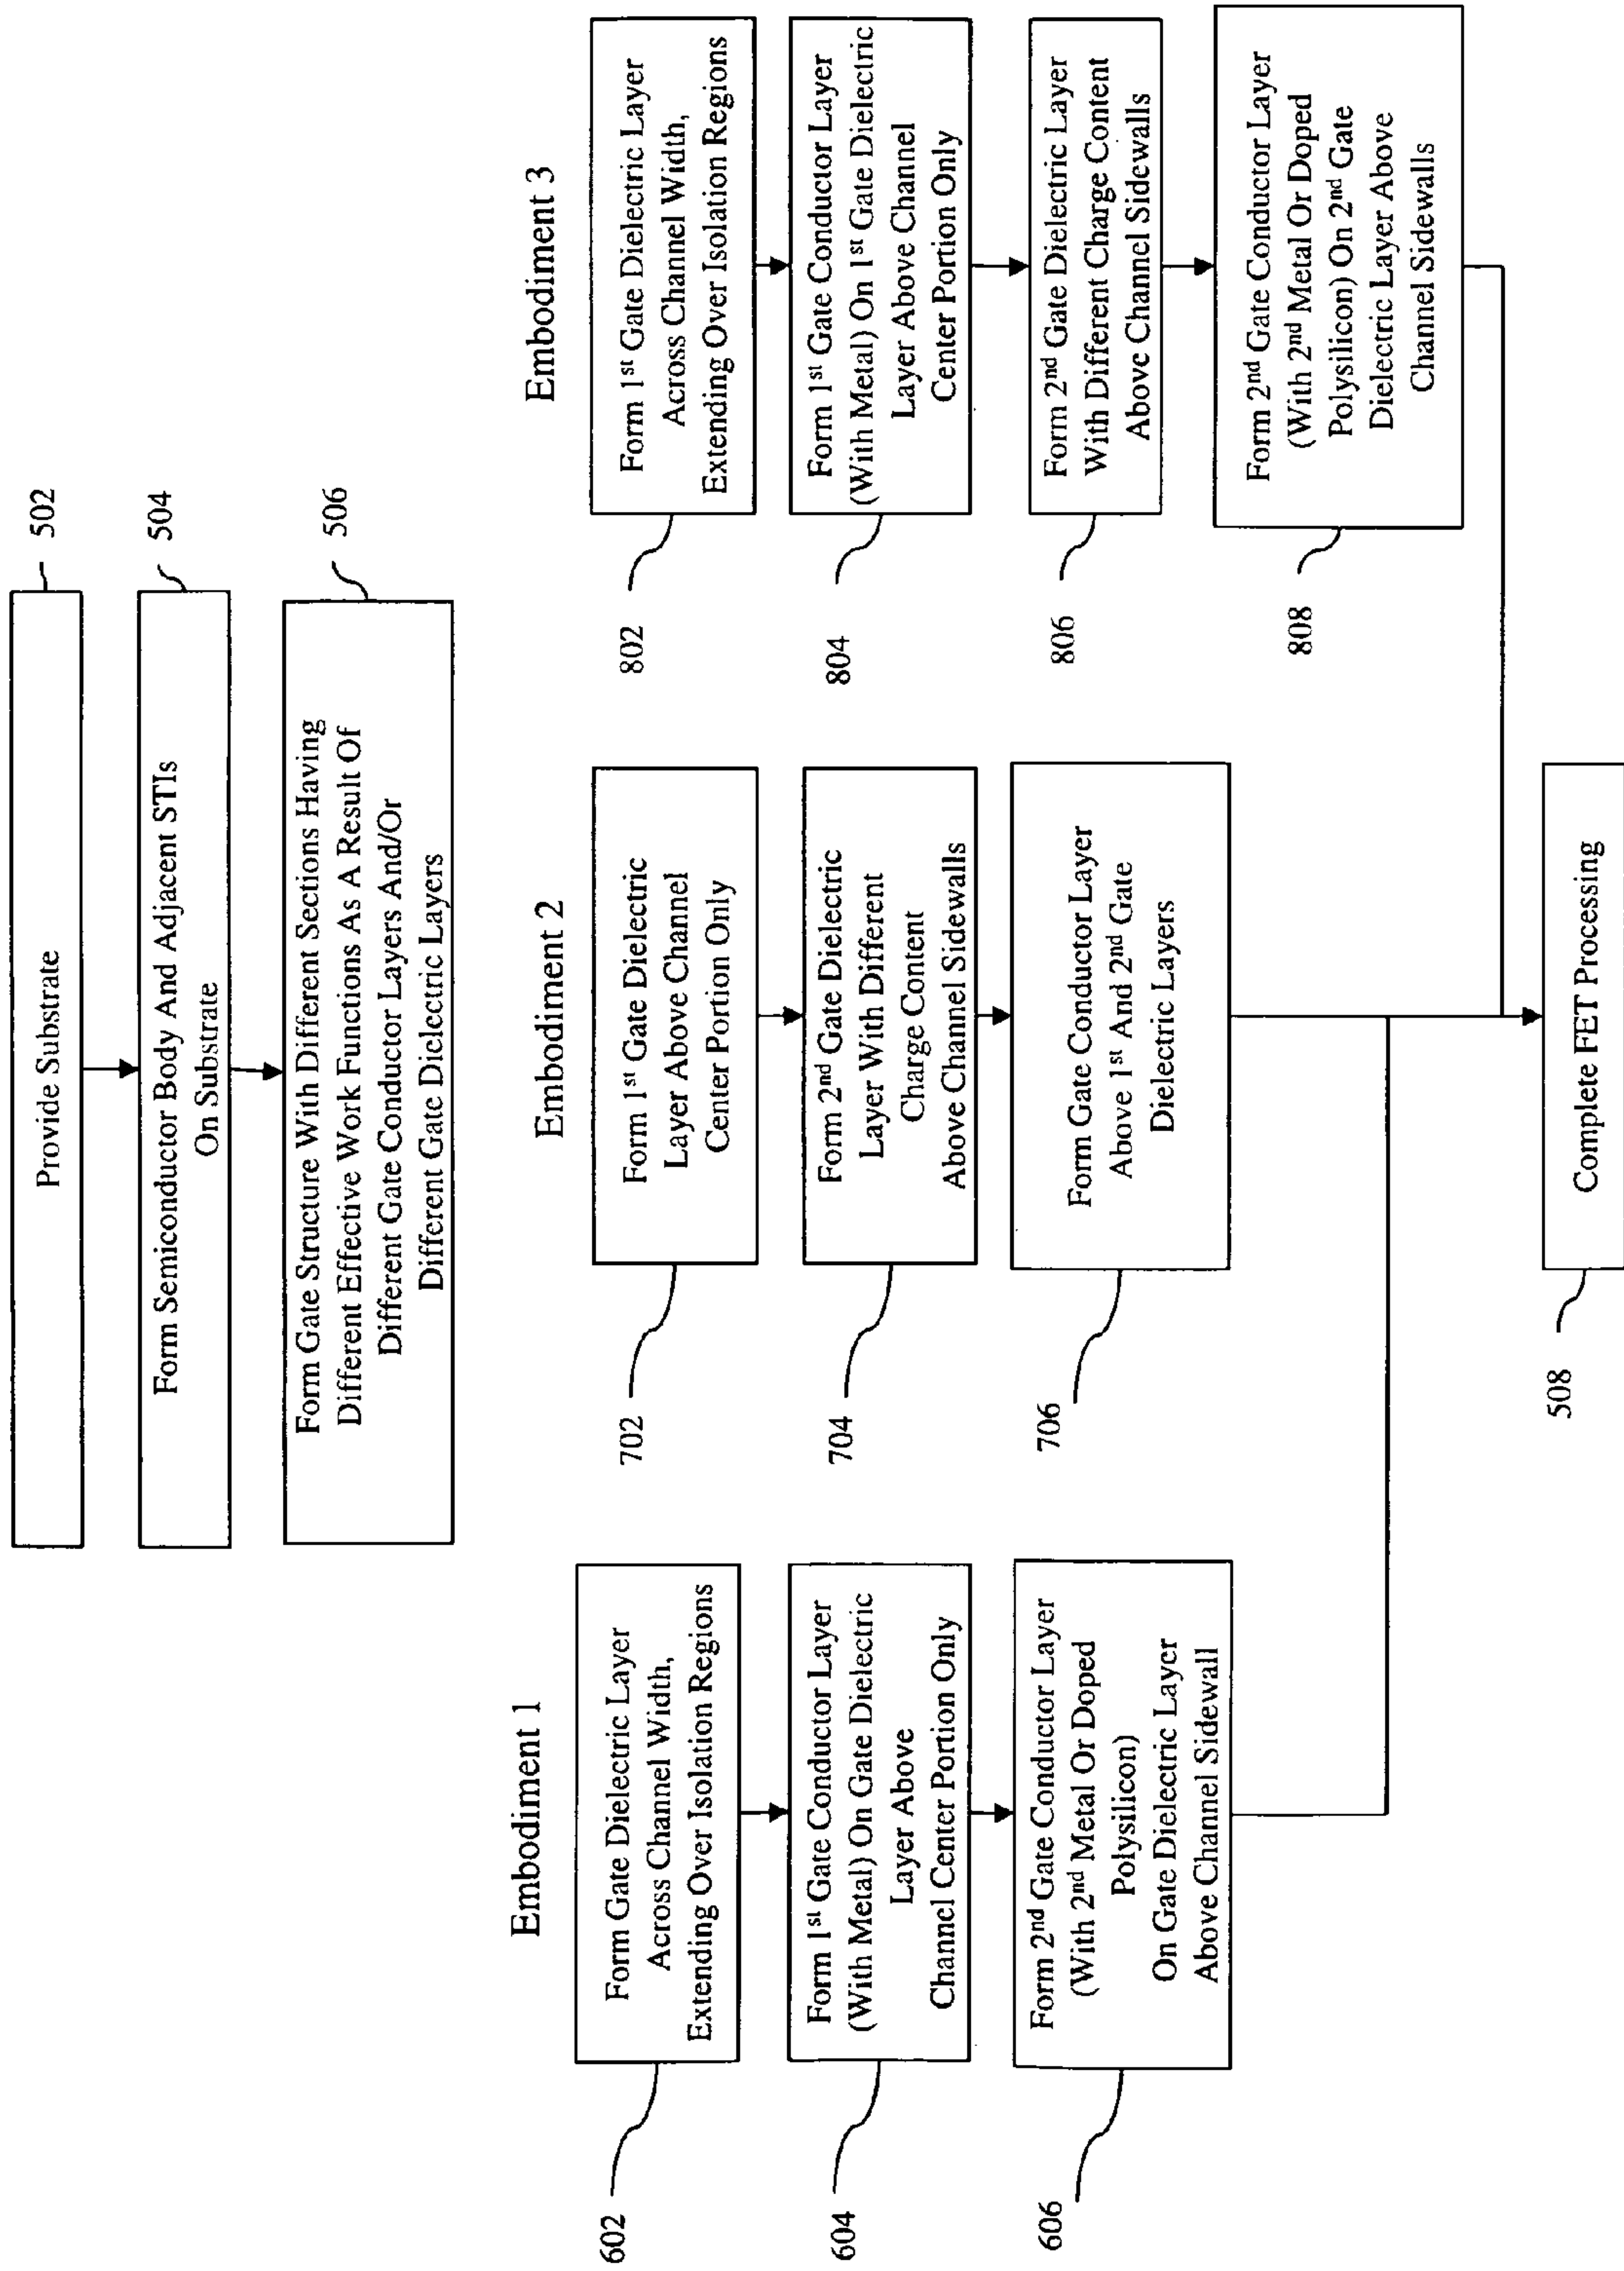 Provide Substrate
502
Form Semiconductor Body And Adjacent STIs
On Substrate
504
Form Gate Structure With Different Sections Having
Different Effective Work Functions As A Result Of
Different Gate Conductor Layers And/Or
Different Gate Dielectric Layers
506
Embodiment 1
Form Gate Dielectric Layer
Across Channel Width,
Extending Over Isolation Regions
602
Form 1st Gate Conductor Layer
(With Metal) On Gate Dielectric
Layer Above
Channel Center Portion Only
604
Form 2nd Gate Conductor Layer
(With 2nd Metal Or Doped
Polysilicon)
On Gate Dielectric Layer
Above Channel Sidewall
606
Embodiment 2
Form 1st Gate Dielectric
Layer Above Channel
Center Portion Only
702
Form 2nd Gate Dielectric
Layer With Different
Charge Content
Above Channel Sidewalls
704
Form Gate Conductor Layer
Above 1st And 2nd Gate
Dielectric Layers
706
Embodiment 3
Form 1st Gate Dielectric Layer
Across Channel Width,
Extending Over Isolation Regions
802
Form 1st Gate Conductor Layer
(With Metal) On 1st Gate Dielectric
Layer Above Channel
Center Portion Only
804
Form 2nd Gate Dielectric Layer
With Different Charge Content
Above Channel Sidewalls
806
Form 2nd Gate Conductor Layer
(With 2nd Metal Or Doped
Polysilicon) On 2nd Gate
Dielectric Layer Above
Channel Sidewalls
808
Complete FET Processing
508